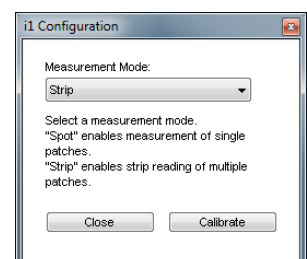 i1 Configuration
Measurement Mode:
Strip
Select a measurement mode.
"Spot" enables measurement of single
patches.
"Strip" enables strip reading of multiple
patches.
Close
Calibrate